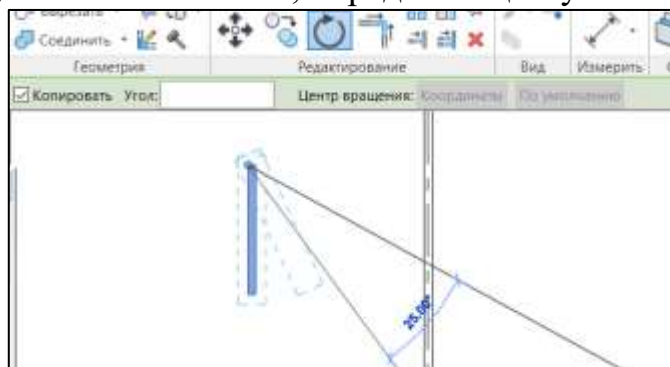 Соединить
Геометрия
Редактирование
Вид
Измерить
Копировать Угол:
Центр вращения: Координаты По умолчанию
25.00°